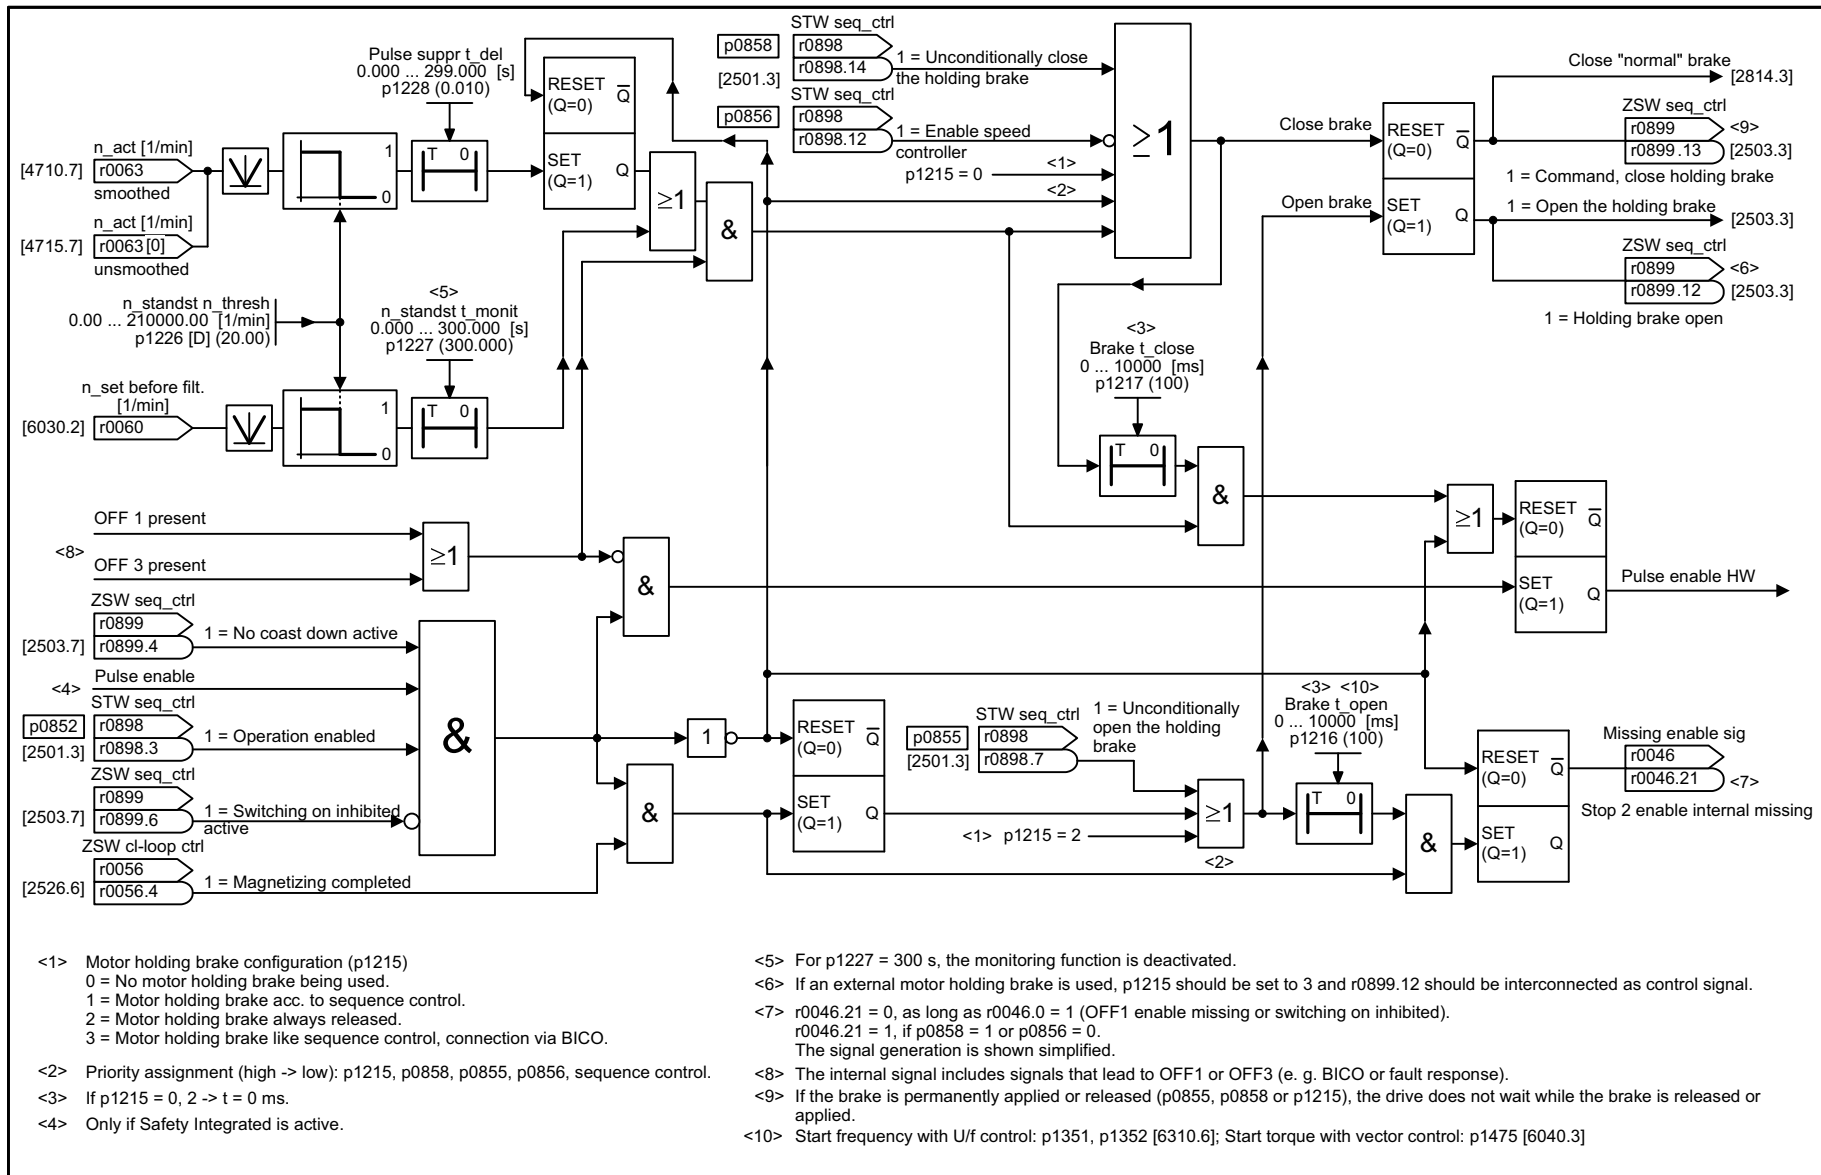 STW seq_ctrl
p0858
r0898
[2501.3]
r0898.14
1 = Unconditionally close
the holding brake
STW seq_ctrl
p0856
r0898
r0898.12
1 = Enable speed
controller
<1>
p1215 = 0
<2>
≥1
Pulse suppr t_del
0.000 ... 299.000 [s]
p1228 (0.010)
T 0
RESET
(Q=0)
Q
SET
(Q=1)
Q
≥1
&
n_act [1/min]
[4710.7]
r0063
smoothed
n_act [1/min]
[4715.7]
r0063[0]
unsmoothed
1
0
n_standst n_thresh
0.00 ... 210000.00 [1/min]
p1226 [D] (20.00)
<5>
n_standst t_monit
0.000 ... 300.000 [s]
p1227 (300.000)
n_set before filt.
[1/min]
[6030.2]
r0060
1
0
T 0
Close brake
Open brake
RESET
(Q=0)
Q
SET
(Q=1)
Q
Close "normal" brake
[2814.3]
ZSW seq_ctrl
r0899
<9>
r0899.13
[2503.3]
1 = Command, close holding brake
1 = Open the holding brake
[2503.3]
ZSW seq_ctrl
r0899
<6>
r0899.12
[2503.3]
1 = Holding brake open
<3>
Brake t_close
0 ... 10000 [ms]
p1217 (100)
T 0
&
≥1
RESET
(Q=0)
Q
SET
(Q=1)
Q
Pulse enable HW
OFF 1 present
<8>
OFF 3 present
≥1
&
ZSW seq_ctrl
r0899
[2503.7]
r0899.4
1 = No coast down active
<4>
Pulse enable
STW seq_ctrl
p0852
r0898
[2501.3]
r0898.3
1 = Operation enabled
ZSW seq_ctrl
r0899
[2503.7]
r0899.6
1 = Switching on inhibited
active
ZSW cl-loop ctrl
r0056
[2526.6]
r0056.4
1 = Magnetizing completed
&
1
&
RESET
(Q=0)
Q
SET
(Q=1)
Q
STW seq_ctrl
p0855
r0898
[2501.3]
r0898.7
1 = Unconditionally
open the holding
brake
<1> p1215 = 2
≥1
<2>
<3> <10>
Brake t_open
0 ... 10000 [ms]
p1216 (100)
T 0
&
RESET
(Q=0)
Q
SET
(Q=1)
Q
Missing enable sig
r0046
r0046.21
<7>
Stop 2 enable internal missing
<1> Motor holding brake configuration (p1215)
0 = No motor holding brake being used.
1 = Motor holding brake acc. to sequence control.
2 = Motor holding brake always released.
3 = Motor holding brake like sequence control, connection via BICO.
<2> Priority assignment (high -> low): p1215, p0858, p0855, p0856, sequence control.
<3> If p1215 = 0, 2 -> t = 0 ms.
<4> Only if Safety Integrated is active.
<5> For p1227 = 300 s, the monitoring function is deactivated.
<6> If an external motor holding brake is used, p1215 should be set to 3 and r0899.12 should be interconnected as control signal.
<7> r0046.21 = 0, as long as r0046.0 = 1 (OFF1 enable missing or switching on inhibited).
r0046.21 = 1, if p0858 = 1 or p0856 = 0.
The signal generation is shown simplified.
<8> The internal signal includes signals that lead to OFF1 or OFF3 (e. g. BICO or fault response).
<9> If the brake is permanently applied or released (p0855, p0858 or p1215), the drive does not wait while the brake is released or
applied.
<10> Start frequency with U/f control: p1351, p1352 [6310.6]; Start torque with vector control: p1475 [6040.3]